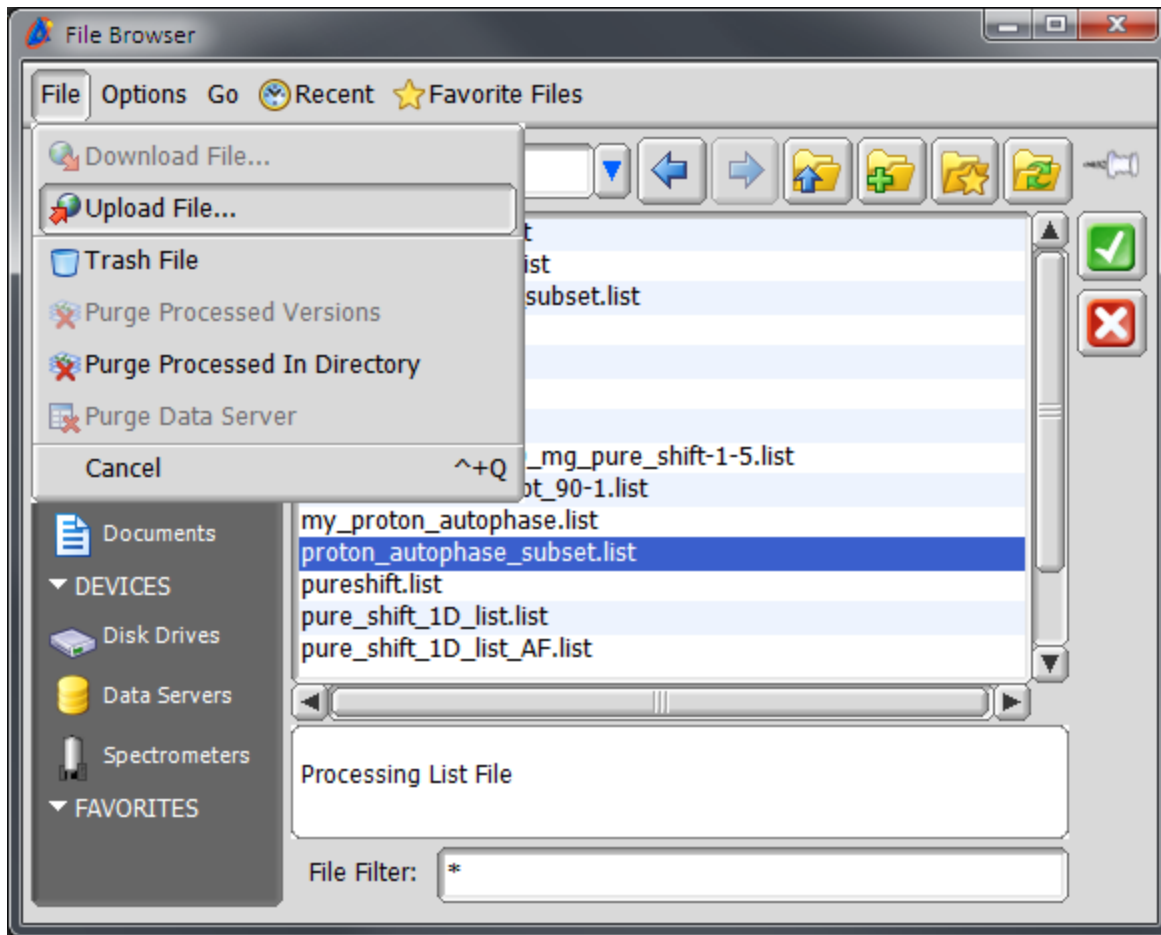 File Browser
File Options Go Recent Favorite Files
Download File...
Upload File...
Trash File
Purge Processed Versions
Purge Processed In Directory
Purge Data Server
Cancel ^+Q
Documents
DEVICES
Disk Drives
Data Servers
Spectrometers
FAVORITES
subset.list
_mg_pure_shift-1-5.list
_90-1.list
my_proton_autophase.list
proton_autophase_subset.list
pureshift.list
pure_shift_1D_list.list
pure_shift_1D_list_AF.list
Processing List File
File Filter: *